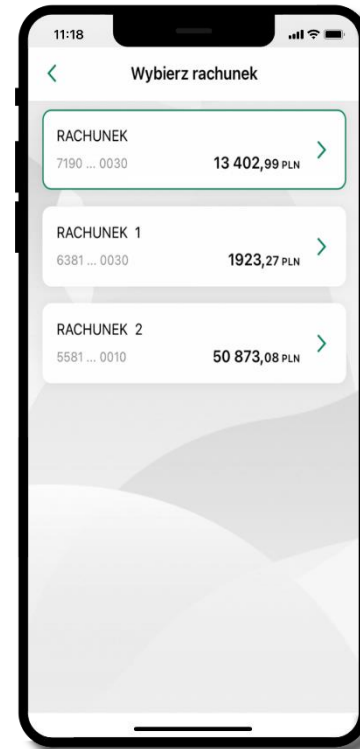 11:18
Wybierz rachunek
RACHUNEK
7190 ... 0030
13 402,99 PLN
RACHUNEK 1
6381 ... 0030
1923,27 PLN
RACHUNEK 2
5581 ... 0010
50 873,08 PLN